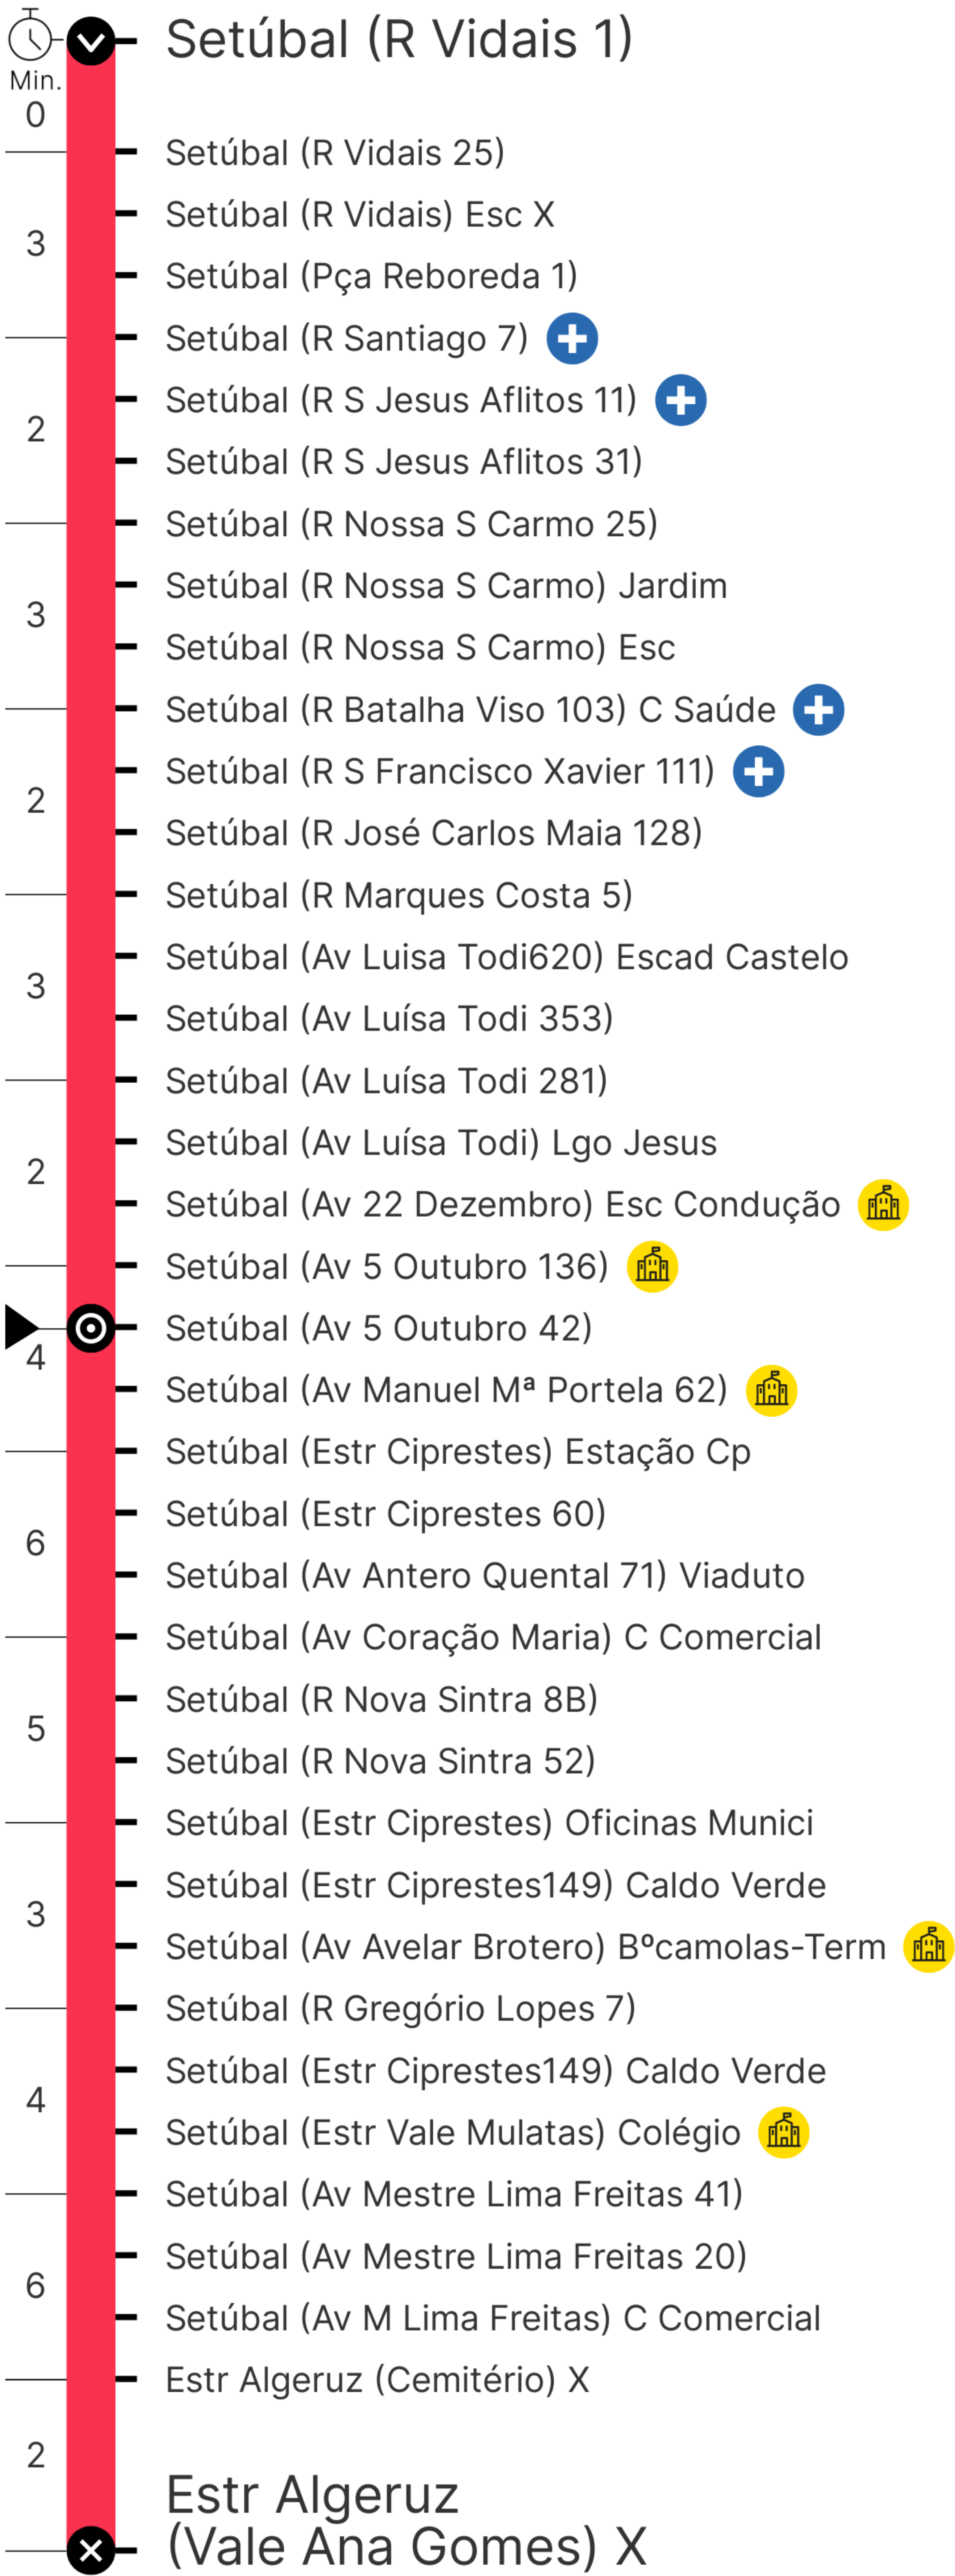 Setúbal (R Vidais 1)
Min.
0
Setúbal (R Vidais 25)
Setúbal (R Vidais) Esc X
3
Setúbal (Pça Reboreda 1)
Setúbal (R Santiago 7)
Setúbal (R S Jesus Aflitos 11)
2
Setúbal (R S Jesus Aflitos 31)
Setúbal (R Nossa S Carmo 25)
Setúbal (R Nossa S Carmo) Jardim
3
Setúbal (R Nossa S Carmo) Esc
Setúbal (R Batalha Viso 103) C Saúde
Setúbal (R S Francisco Xavier 111)
2
Setúbal (R José Carlos Maia 128)
Setúbal (R Marques Costa 5)
Setúbal (Av Luisa Todi620) Escad Castelo
3
Setúbal (Av Luísa Todi 353)
Setúbal (Av Luísa Todi 281)
Setúbal (Av Luísa Todi) Lgo Jesus
2
Setúbal (Av 22 Dezembro) Esc Condução
Setúbal (Av 5 Outubro 136)
Setúbal (Av 5 Outubro 42)
4
Setúbal (Av Manuel Mª Portela 62)
Setúbal (Estr Ciprestes) Estação Cp
Setúbal (Estr Ciprestes 60)
6
Setúbal (Av Antero Quental 71) Viaduto
Setúbal (Av Coração Maria) C Comercial
Setúbal (R Nova Sintra 8B)
5
Setúbal (R Nova Sintra 52)
Setúbal (Estr Ciprestes) Oficinas Munici
Setúbal (Estr Ciprestes149) Caldo Verde
3
Setúbal (Av Avelar Brotero) Bºcamolas-Term
Setúbal (R Gregório Lopes 7)
Setúbal (Estr Ciprestes149) Caldo Verde
4
Setúbal (Estr Vale Mulatas) Colégio
Setúbal (Av Mestre Lima Freitas 41)
Setúbal (Av Mestre Lima Freitas 20)
6
Setúbal (Av M Lima Freitas) C Comercial
Estr Algeruz (Cemitério) X
2
Estr Algeruz
(Vale Ana Gomes) X